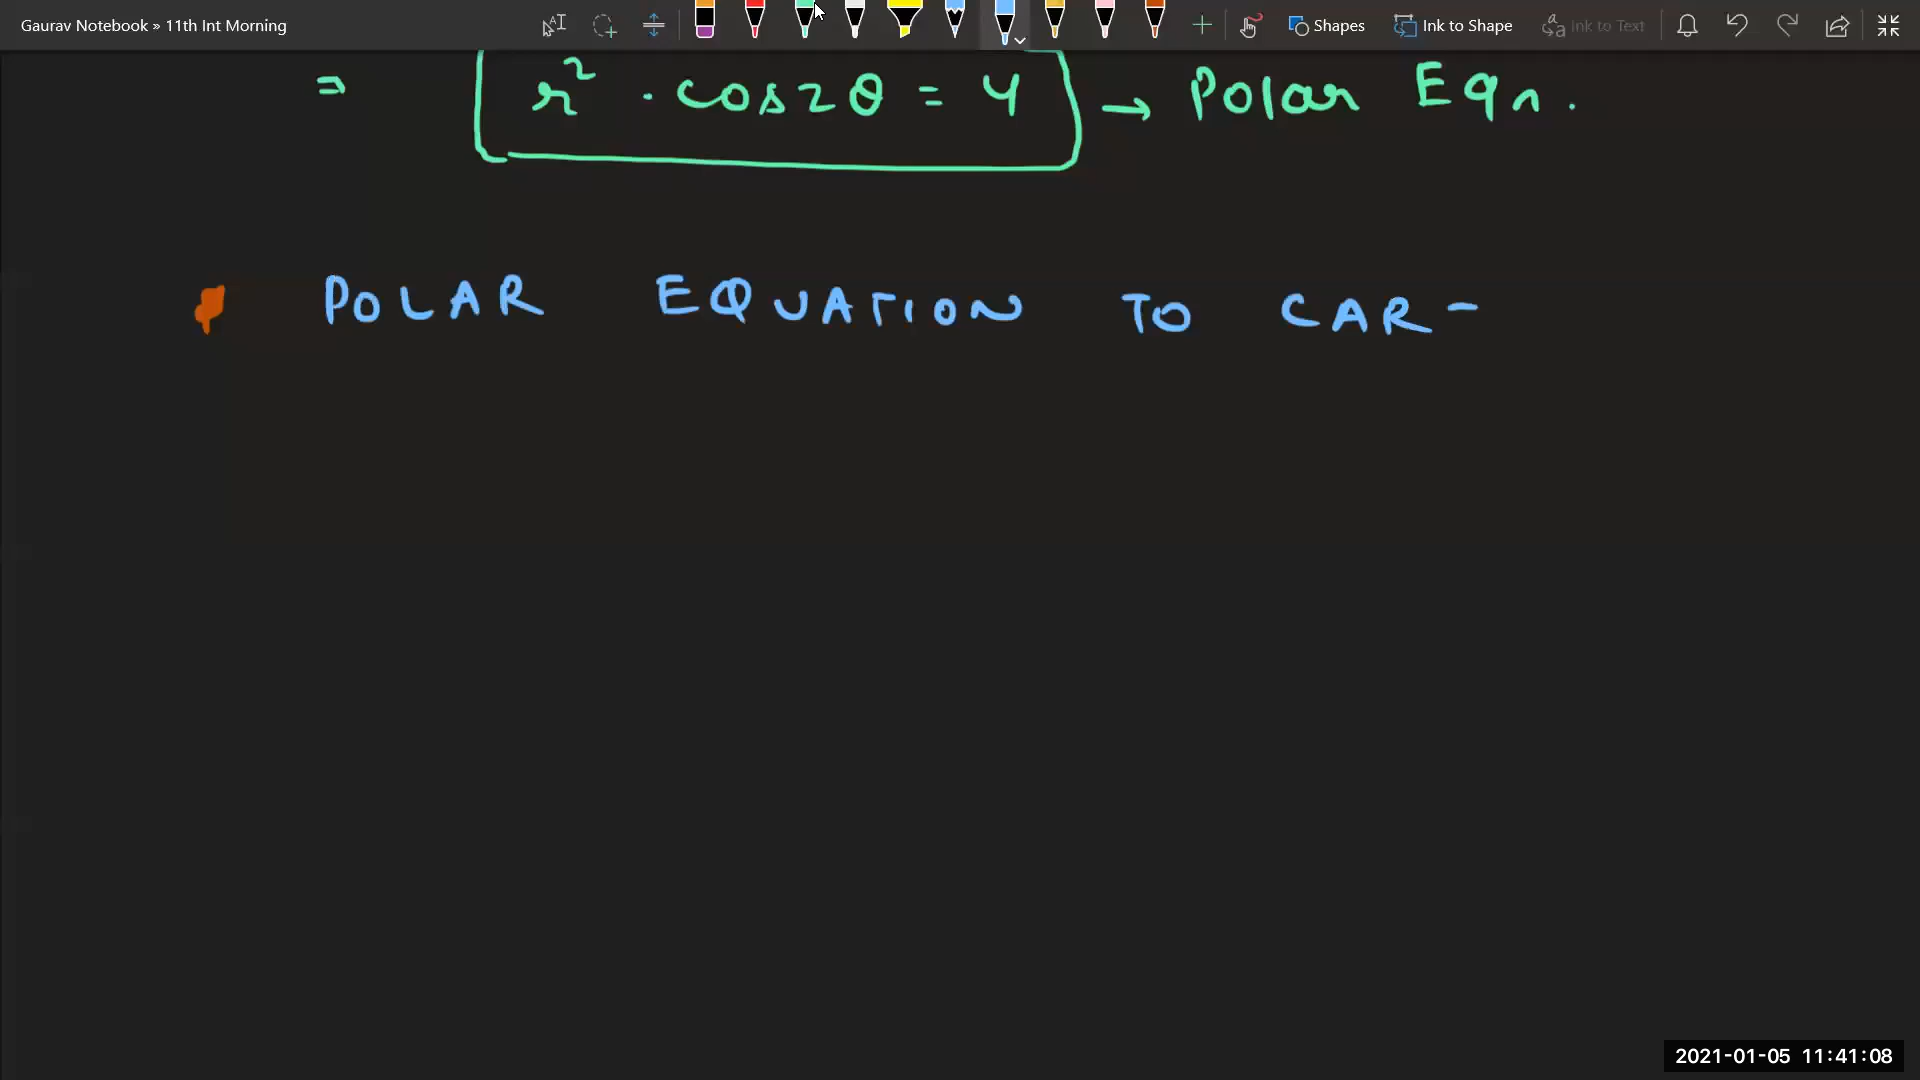 Gaurav Notebook » 11th Int Morning
Shapes Ink to Shape Ink to Text
⇒ r² · cos2θ = 4 → Polar Eqn.
POLAR EQUATION TO CAR-
2021-01-05 11:41:08